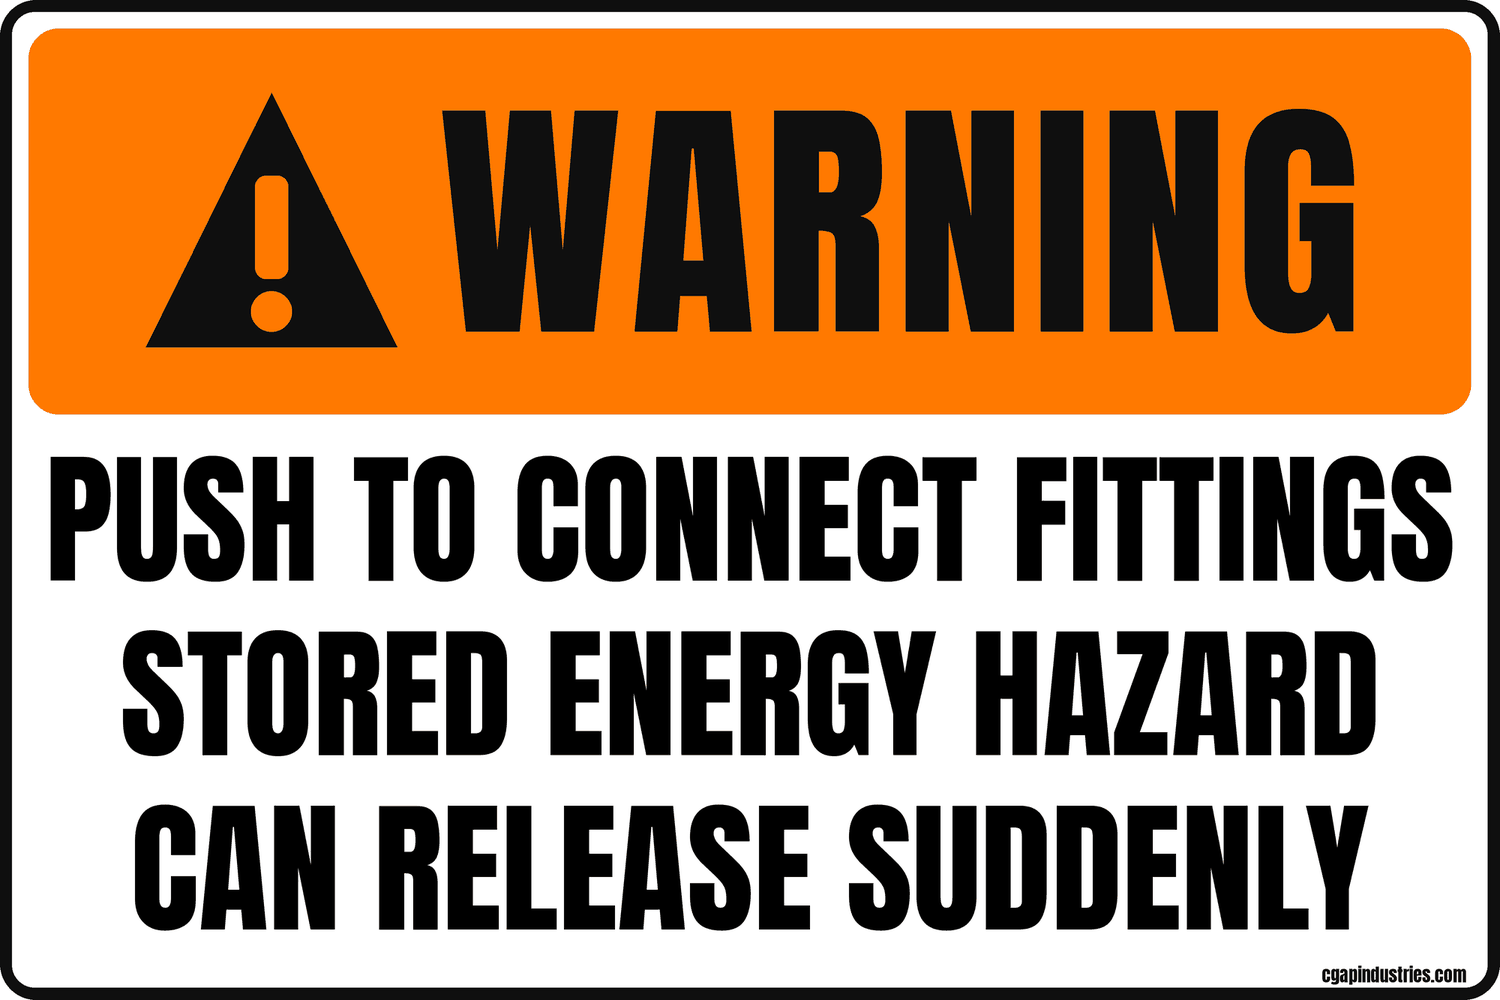 WARNING
PUSH TO CONNECT FITTINGS
STORED ENERGY HAZARD
CAN RELEASE SUDDENLY
cgapindustries.com